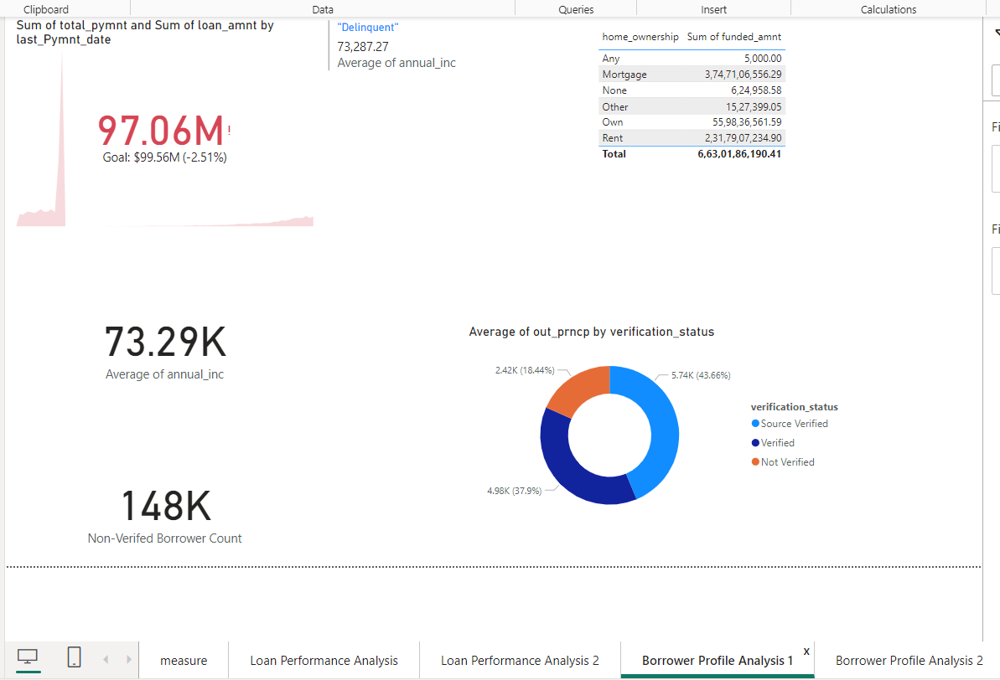 Clipboard
Data
Queries
Insert
Calculations
Sum of total_pymnt and Sum of loan_amnt by
last_Pymnt_date
97.06M!
Goal: $99.56M (-2.51%)
"Delinquent"
73,287.27
Average of annual_inc
home_ownership Sum of funded_amnt
Any 5,000.00
Mortgage 3,74,71,06,556.29
None 6,24,958.58
Other 15,27,399.05
Own 55,98,36,561.59
Rent 2,31,79,07,234.90
Total 6,63,01,86,190.41
Fi
Fi
73.29K
Average of annual_inc
148K
Non-Verifed Borrower Count
Average of out_prncp by verification_status
2.42K (18.44%)
5.74K (43.66%)
4.98K (37.9%)
verification_status
Source Verified
Verified
Not Verified
measure
Loan Performance Analysis
Loan Performance Analysis 2
Borrower Profile Analysis 1 x
Borrower Profile Analysis 2